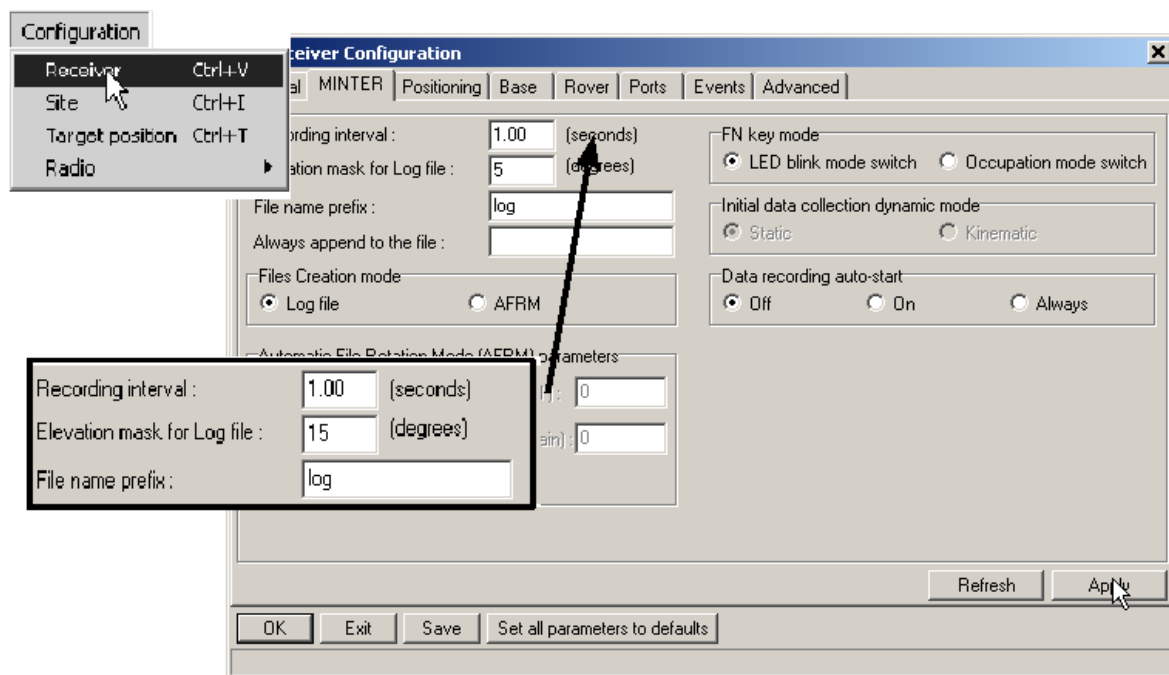 Configuration
Receiver Ctrl+V
Site Ctrl+I
Target position Ctrl+T
Radio
ceiver Configuration
al MINTER Positioning Base Rover Ports Events Advanced
ording interval : 1.00 (seconds)
ation mask for Log file : 5 (degrees)
File name prefix : log
Always append to the file :
Files Creation mode
Log file AFRM
Automatic File Rotation Mode (AFRM) parameters
: 0
ain) : 0
FN key mode
LED blink mode switch Occupation mode switch
Initial data collection dynamic mode
Static Kinematic
Data recording auto-start
Off On Always
Recording interval : 1.00 (seconds)
Elevation mask for Log file : 15 (degrees)
File name prefix : log
Refresh Apply
OK Exit Save Set all parameters to defaults